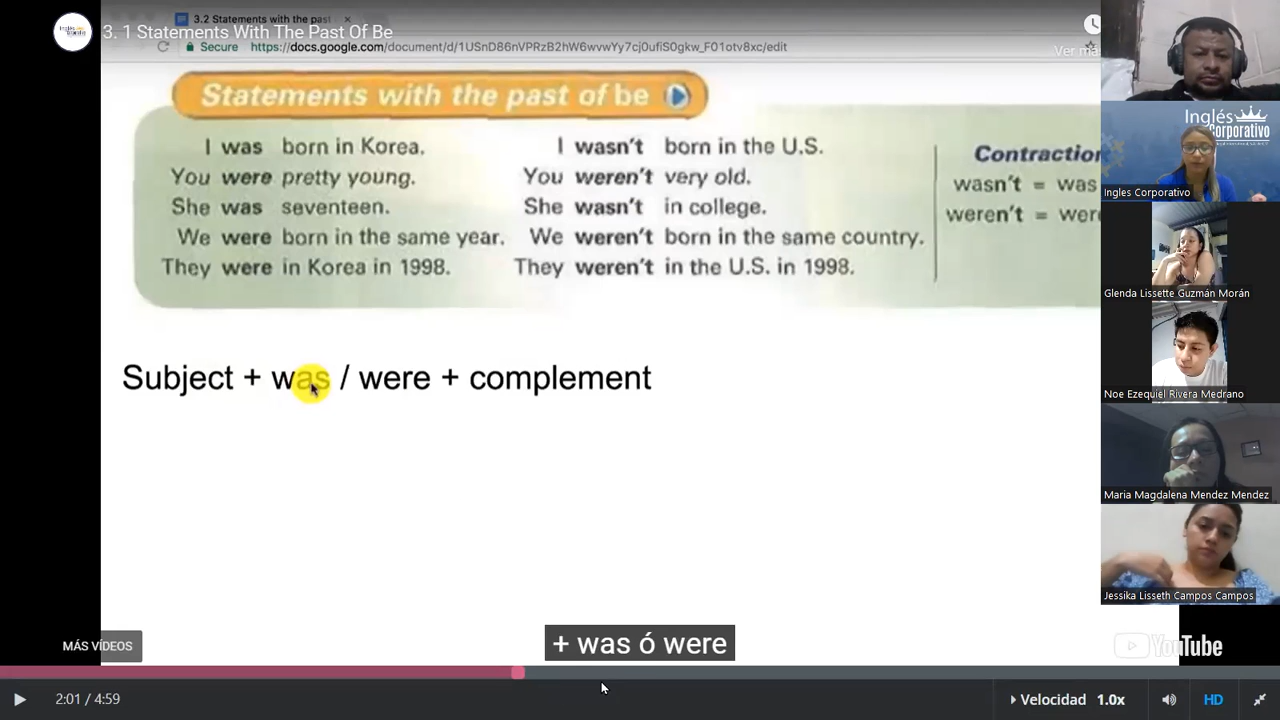 3.2 Statements with the past
3. 1 Statements With The Past Of Be
Secure https://docs.google.com/document/d/1USnD86nVPRzB2hW6wvwYy7cj0ufiS0gkw_F01otv8xc/edit
Ver más
Statements with the past of be
I was born in Korea. I wasn't born in the U.S.
You were pretty young. You weren't very old.
She was seventeen. She wasn't in college.
We were born in the same year. We weren't born in the same country.
They were in Korea in 1998. They weren't in the U.S. in 1998.
Contraction
wasn't = was
weren't = were
Subject + was / were + complement
+ was ó were
MÁS VÍDEOS
YouTube
2:01 / 4:59
Velocidad 1.0x
HD
Inglés
Corporativo
Ingles Corporativo
Glenda Lissette Guzmán Morán
Noe Ezequiel Rivera Medrano
Maria Magdalena Mendez Mendez
Jessika Lisseth Campos Campos